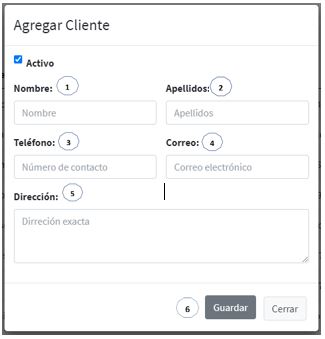 Agregar Cliente
Activo
Nombre: 1 Apellidos: 2
Nombre Apellidos
Teléfono: 3 Correo: 4
Número de contacto Correo electrónico
Dirección: 5
Dirreción exacta
6 Guardar Cerrar